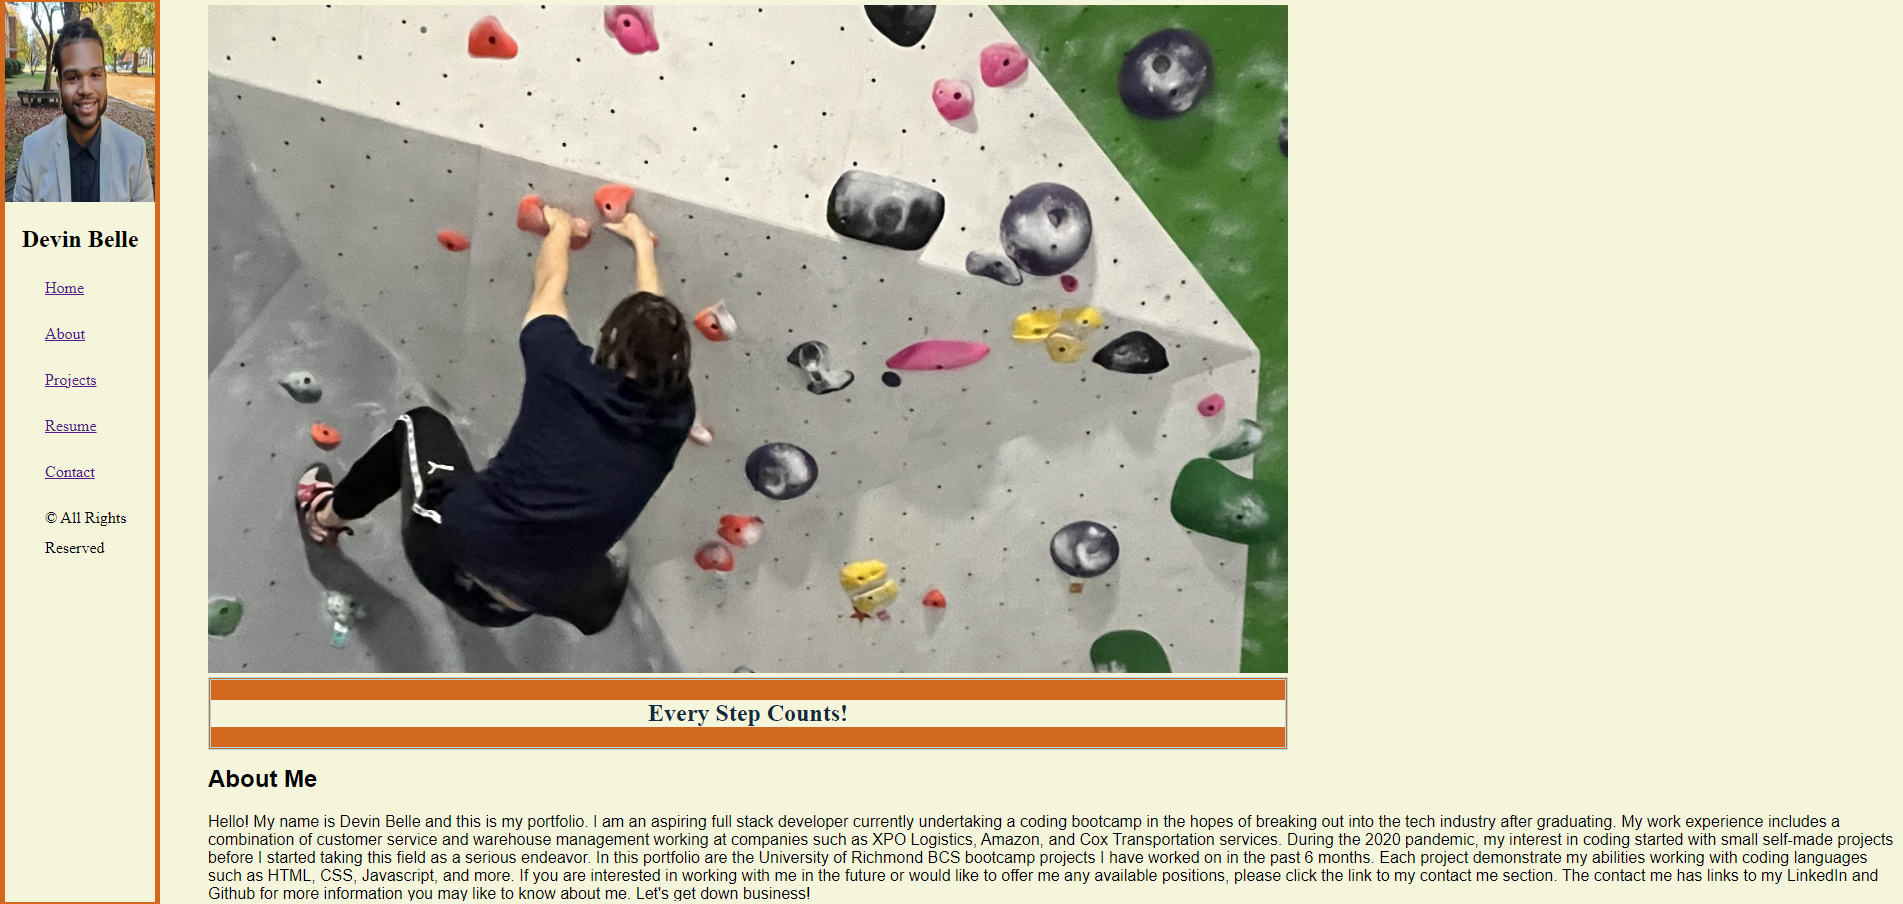 Devin Belle
Home
About
Projects
Resume
Contact
© All Rights
Reserved
Every Step Counts!
About Me
Hello! My name is Devin Belle and this is my portfolio. I am an aspiring full stack developer currently undertaking a coding bootcamp in the hopes of breaking out into the tech industry after graduating. My work experience includes a
combination of customer service and warehouse management working at companies such as XPO Logistics, Amazon, and Cox Transportation services. During the 2020 pandemic, my interest in coding started with small self-made projects
before I started taking this field as a serious endeavor. In this portfolio are the University of Richmond BCS bootcamp projects I have worked on in the past 6 months. Each project demonstrate my abilities working with coding languages
such as HTML, CSS, Javascript, and more. If you are interested in working with me in the future or would like to offer me any available positions, please click the link to my contact me section. The contact me has links to my LinkedIn and
Github for more information you may like to know about me. Let's get down business!